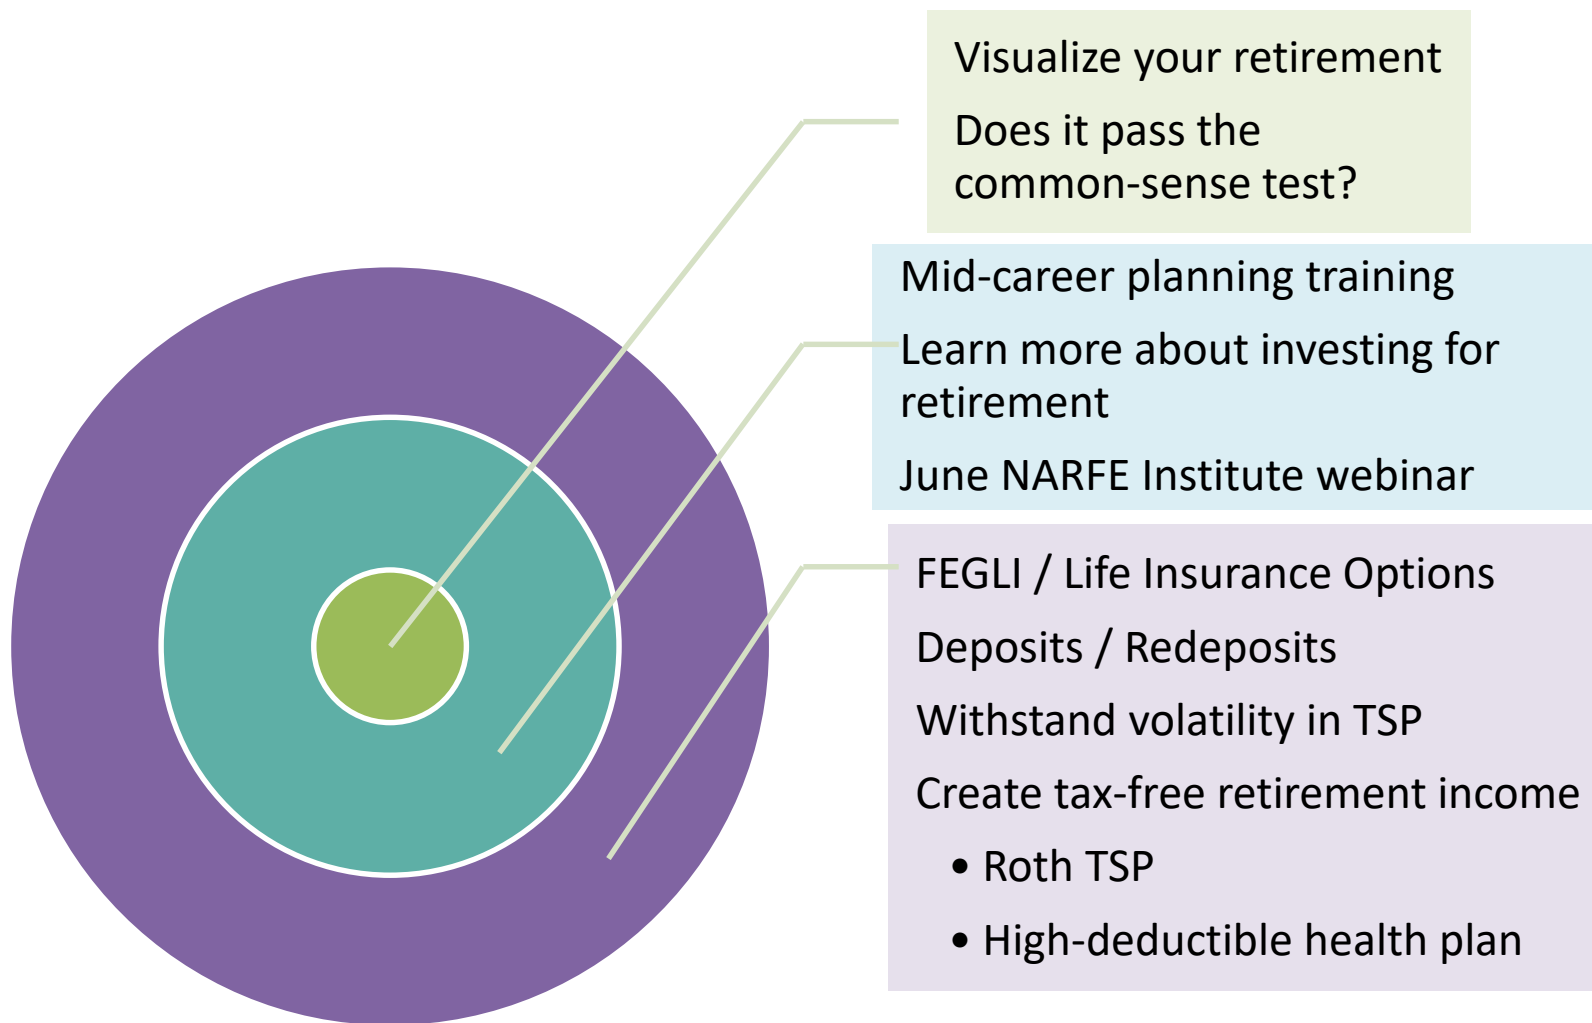 Visualize your retirement
Does it pass the
common-sense test?
Mid-career planning training
Learn more about investing for
retirement
June NARFE Institute webinar
FEGLI / Life Insurance Options
Deposits / Redeposits
Withstand volatility in TSP
Create tax-free retirement income
• Roth TSP
• High-deductible health plan